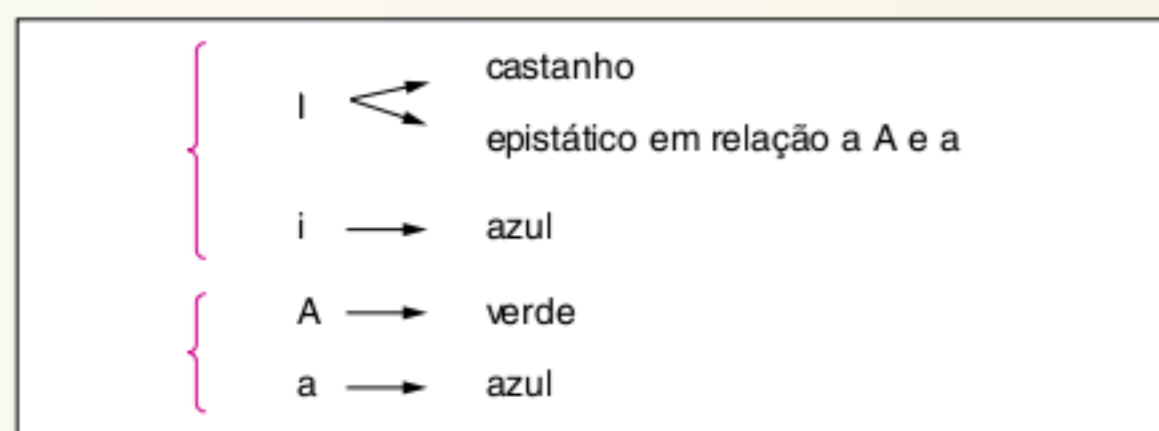 I castanho
epistático em relação a A e a
i azul
A verde
a azul